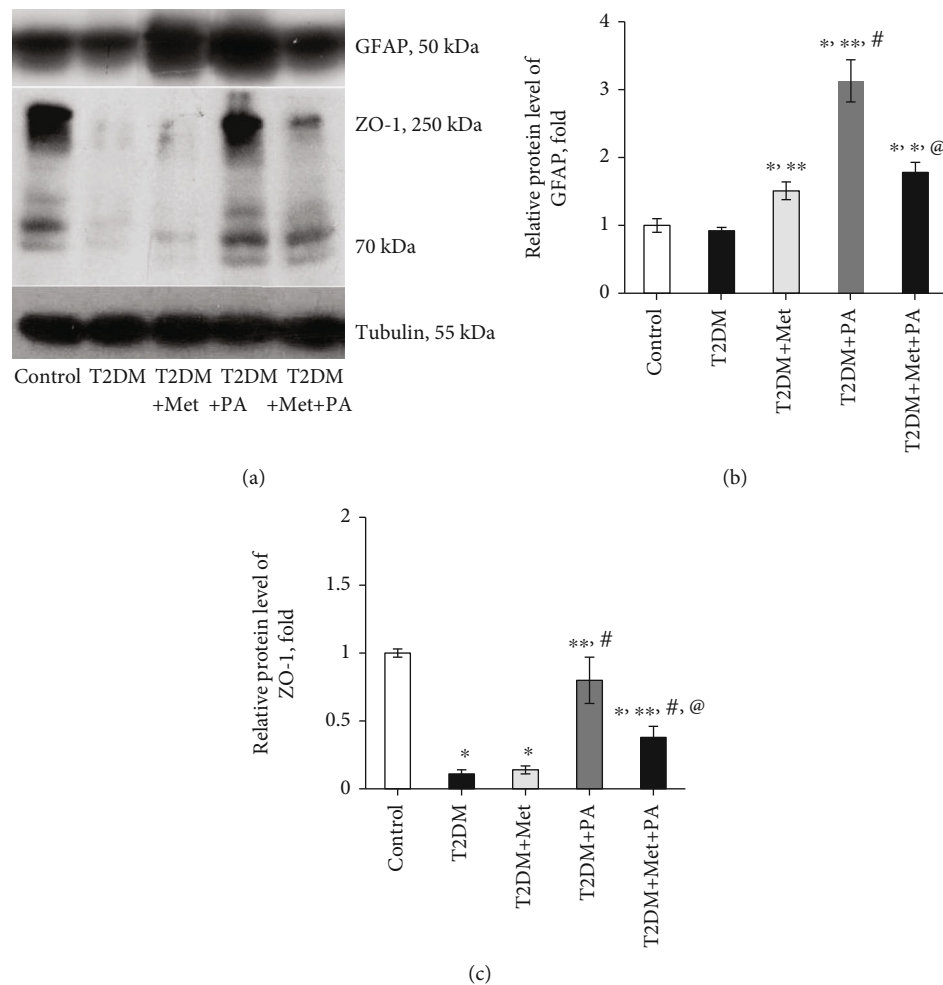 GFAP, 50 kDa
ZO-1, 250 kDa
70 kDa
Tubulin, 55 kDa
Control T2DM T2DM T2DM T2DM
+Met +PA +Met+PA
(a)
Relative protein level of
GFAP, fold
4
3
2
1
0
*, **
*, **, #
*, *, @
Control
T2DM
T2DM+Met
T2DM+PA
T2DM+Met+PA
(b)
Relative protein level of
ZO-1, fold
2
1.5
1
0.5
0
*
*
**, #
*, **, #, @
Control
T2DM
T2DM+Met
T2DM+PA
T2DM+Met+PA
(c)